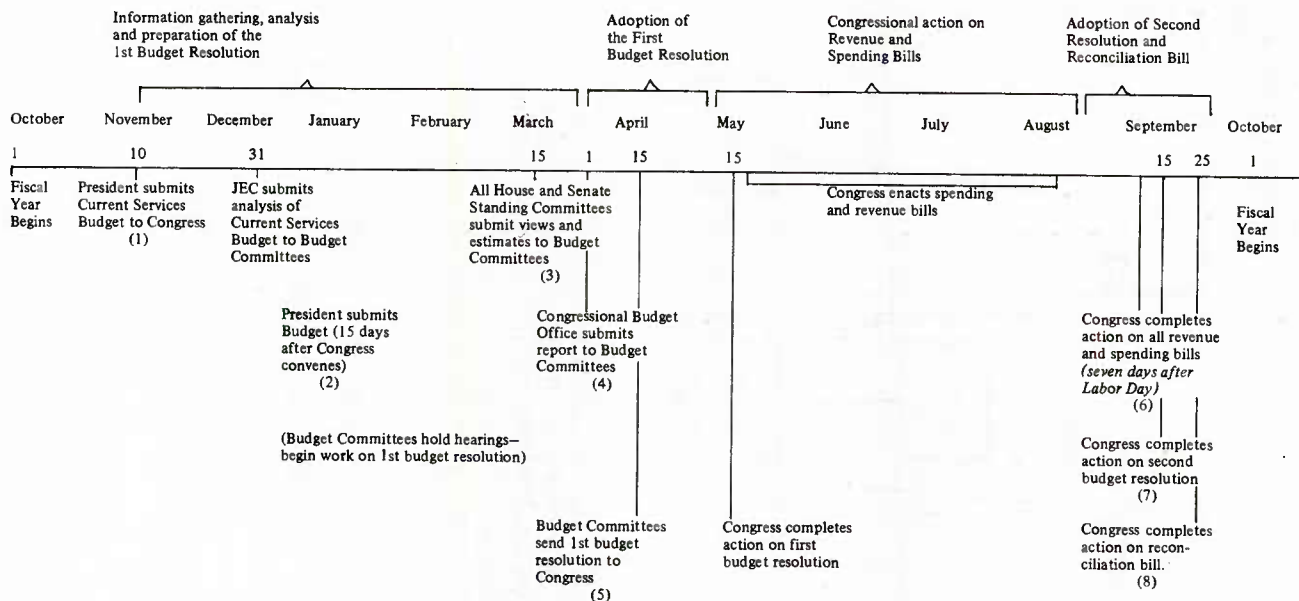 Information gathering, analysis
and preparation of the
1st Budget Resolution
Adoption of
the First
Budget Resolution
Congressional action on
Revenue and
Spending Bills
Adoption of Second
Resolution and
Reconciliation Bill
October November December January February March April May June July August September October
1 10 31 15 1 15 15 15 25 1
Fiscal
Year
Begins
President submits
Current Services
Budget to Congress
(1)
JEC submits
analysis of
Current Services
Budget to Budget
Committees
All House and Senate
Standing Committees
submit views and
estimates to Budget
Committees
(3)
Congress enacts spending
and revenue bills
Fiscal
Year
Begins
President submits
Budget (15 days
after Congress
convenes)
(2)
Congressional Budget
Office submits
report to Budget
Committees
(4)
Congress completes
action on all revenue
and spending bills
(seven days after
Labor Day)
(6)
(Budget Committees hold hearings—
begin work on 1st budget resolution)
Congress completes
action on second
budget resolution
(7)
Budget Committees
send 1st budget
resolution to
Congress
(5)
Congress completes
action on first
budget resolution
Congress completes
action on recon-
ciliation bill.
(8)